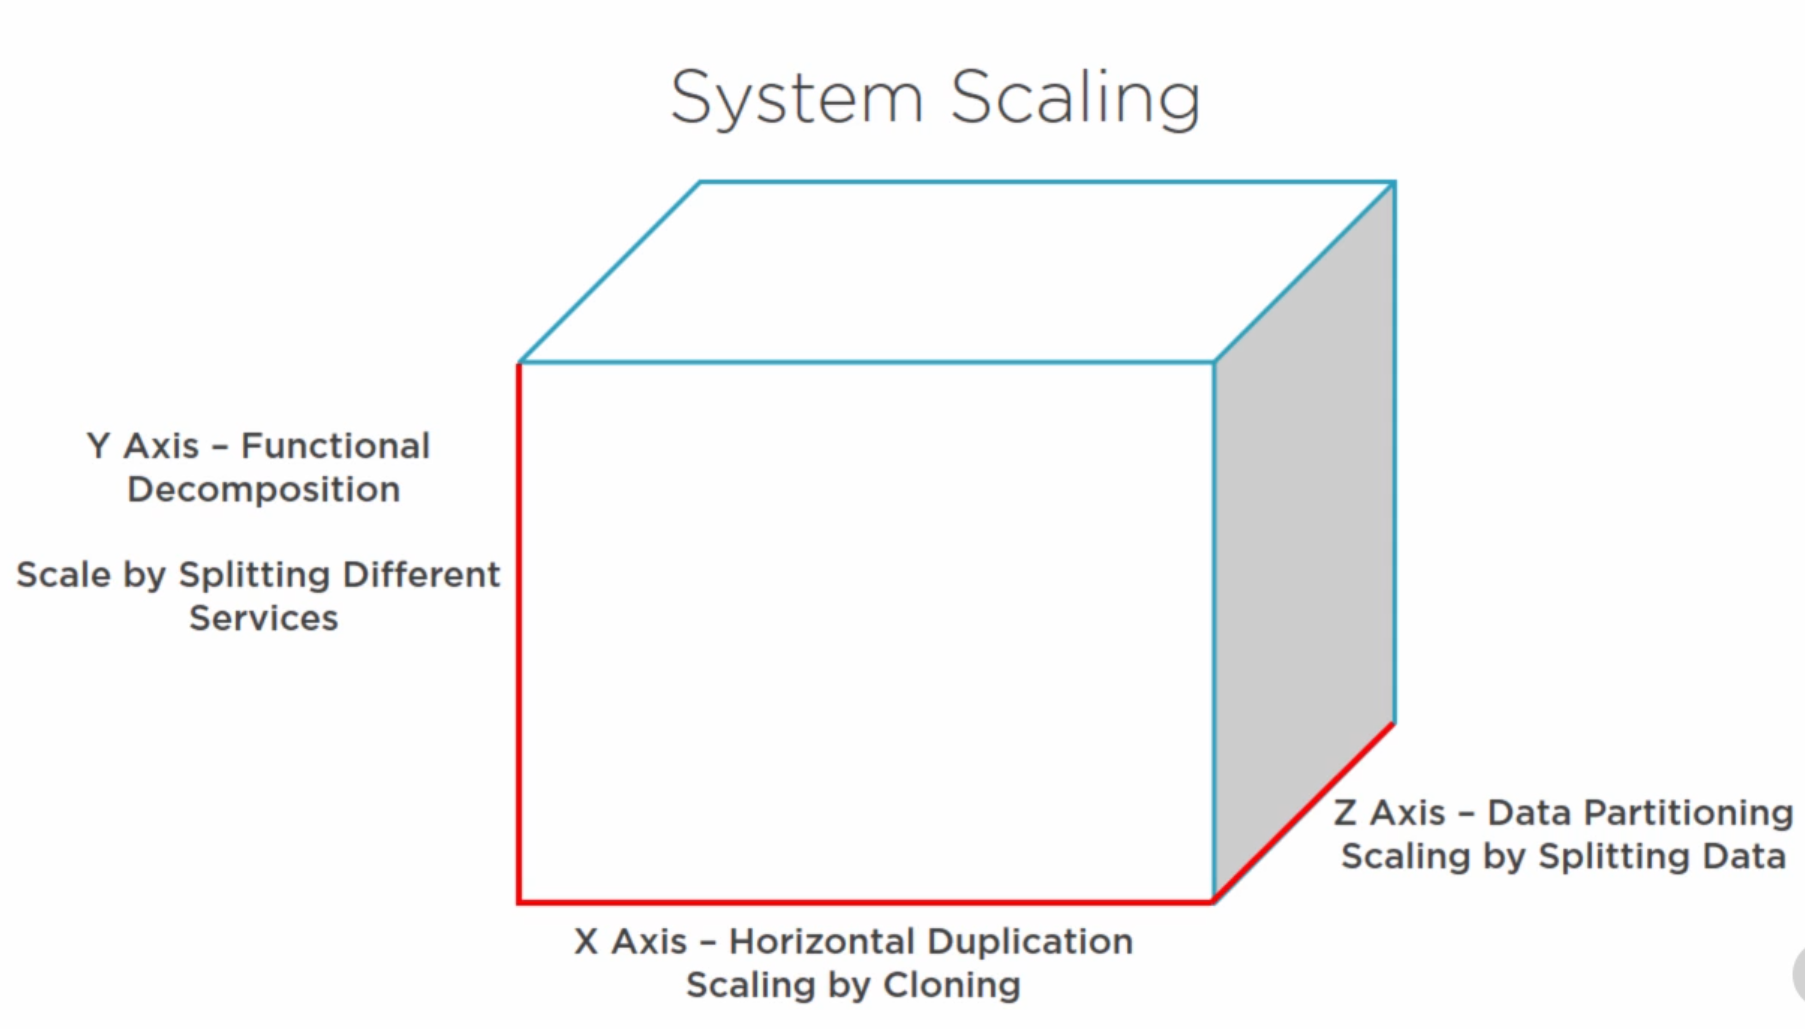 System Scaling
Y Axis – Functional
Decomposition
Scale by Splitting Different
Services
Z Axis – Data Partitioning
Scaling by Splitting Data
X Axis – Horizontal Duplication
Scaling by Cloning